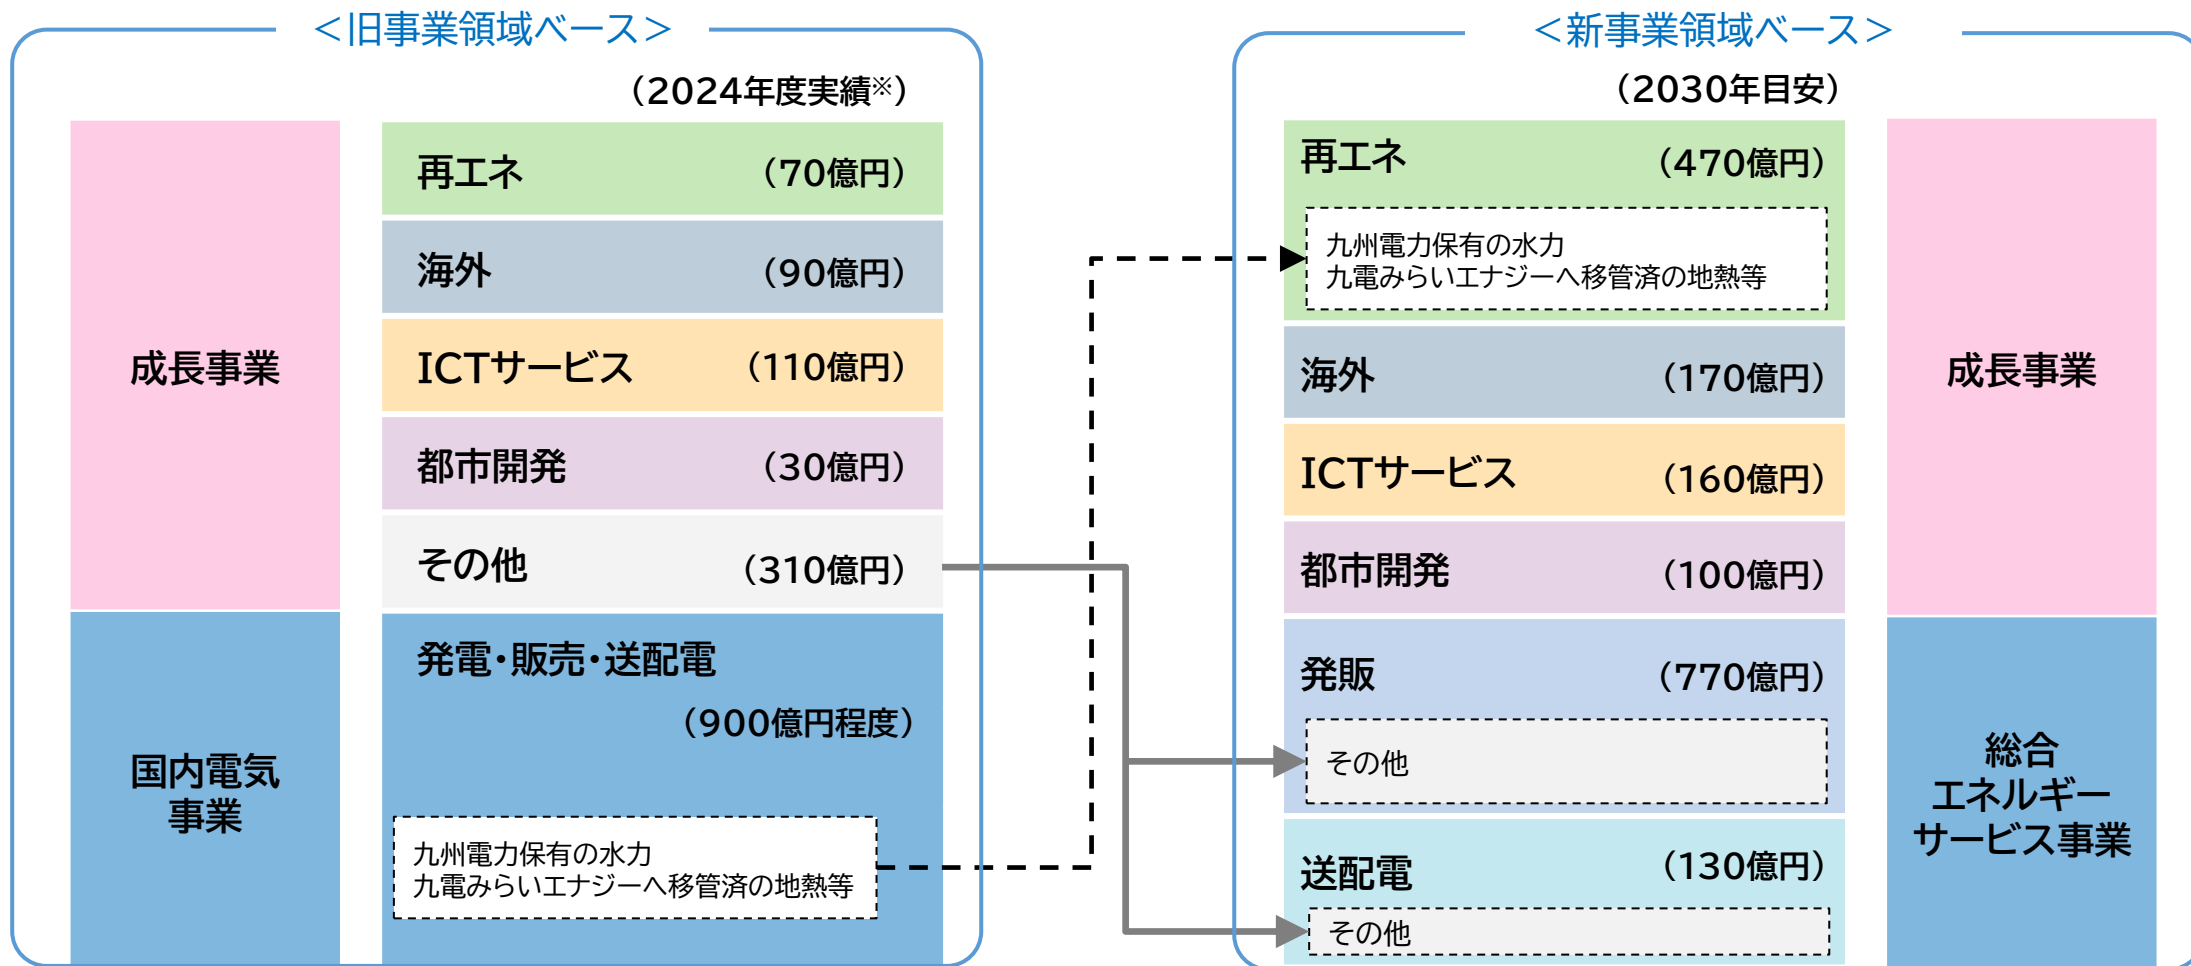 ＜旧事業領域ベース＞
（2024年度実績※）
成長事業
再エネ （70億円）
海外 （90億円）
ICTサービス （110億円）
都市開発 （30億円）
その他 （310億円）
国内電気
事業
発電・販売・送配電
（900億円程度）
九州電力保有の水力
九電みらいエナジーへ移管済の地熱等
＜新事業領域ベース＞
（2030年目安）
再エネ （470億円）
九州電力保有の水力
九電みらいエナジーへ移管済の地熱等
海外 （170億円）
ICTサービス （160億円）
都市開発 （100億円）
成長事業
発販 （770億円）
その他
送配電 （130億円）
その他
総合
エネルギー
サービス事業